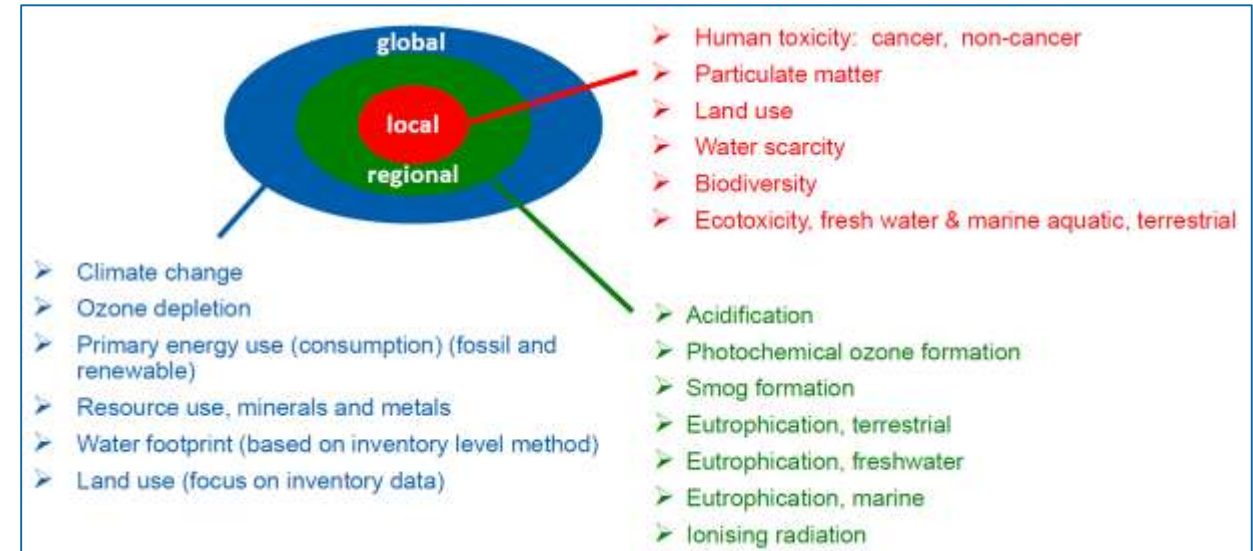 global
local
regional
Human toxicity: cancer, non-cancer
Particulate matter
Land use
Water scarcity
Biodiversity
Ecotoxicity, fresh water & marine aquatic, terrestrial
Climate change
Ozone depletion
Primary energy use (consumption) (fossil and
renewable)
Resource use, minerals and metals
Water footprint (based on inventory level method)
Land use (focus on inventory data)
Acidification
Photochemical ozone formation
Smog formation
Eutrophication, terrestrial
Eutrophication, freshwater
Eutrophication, marine
Ionising radiation